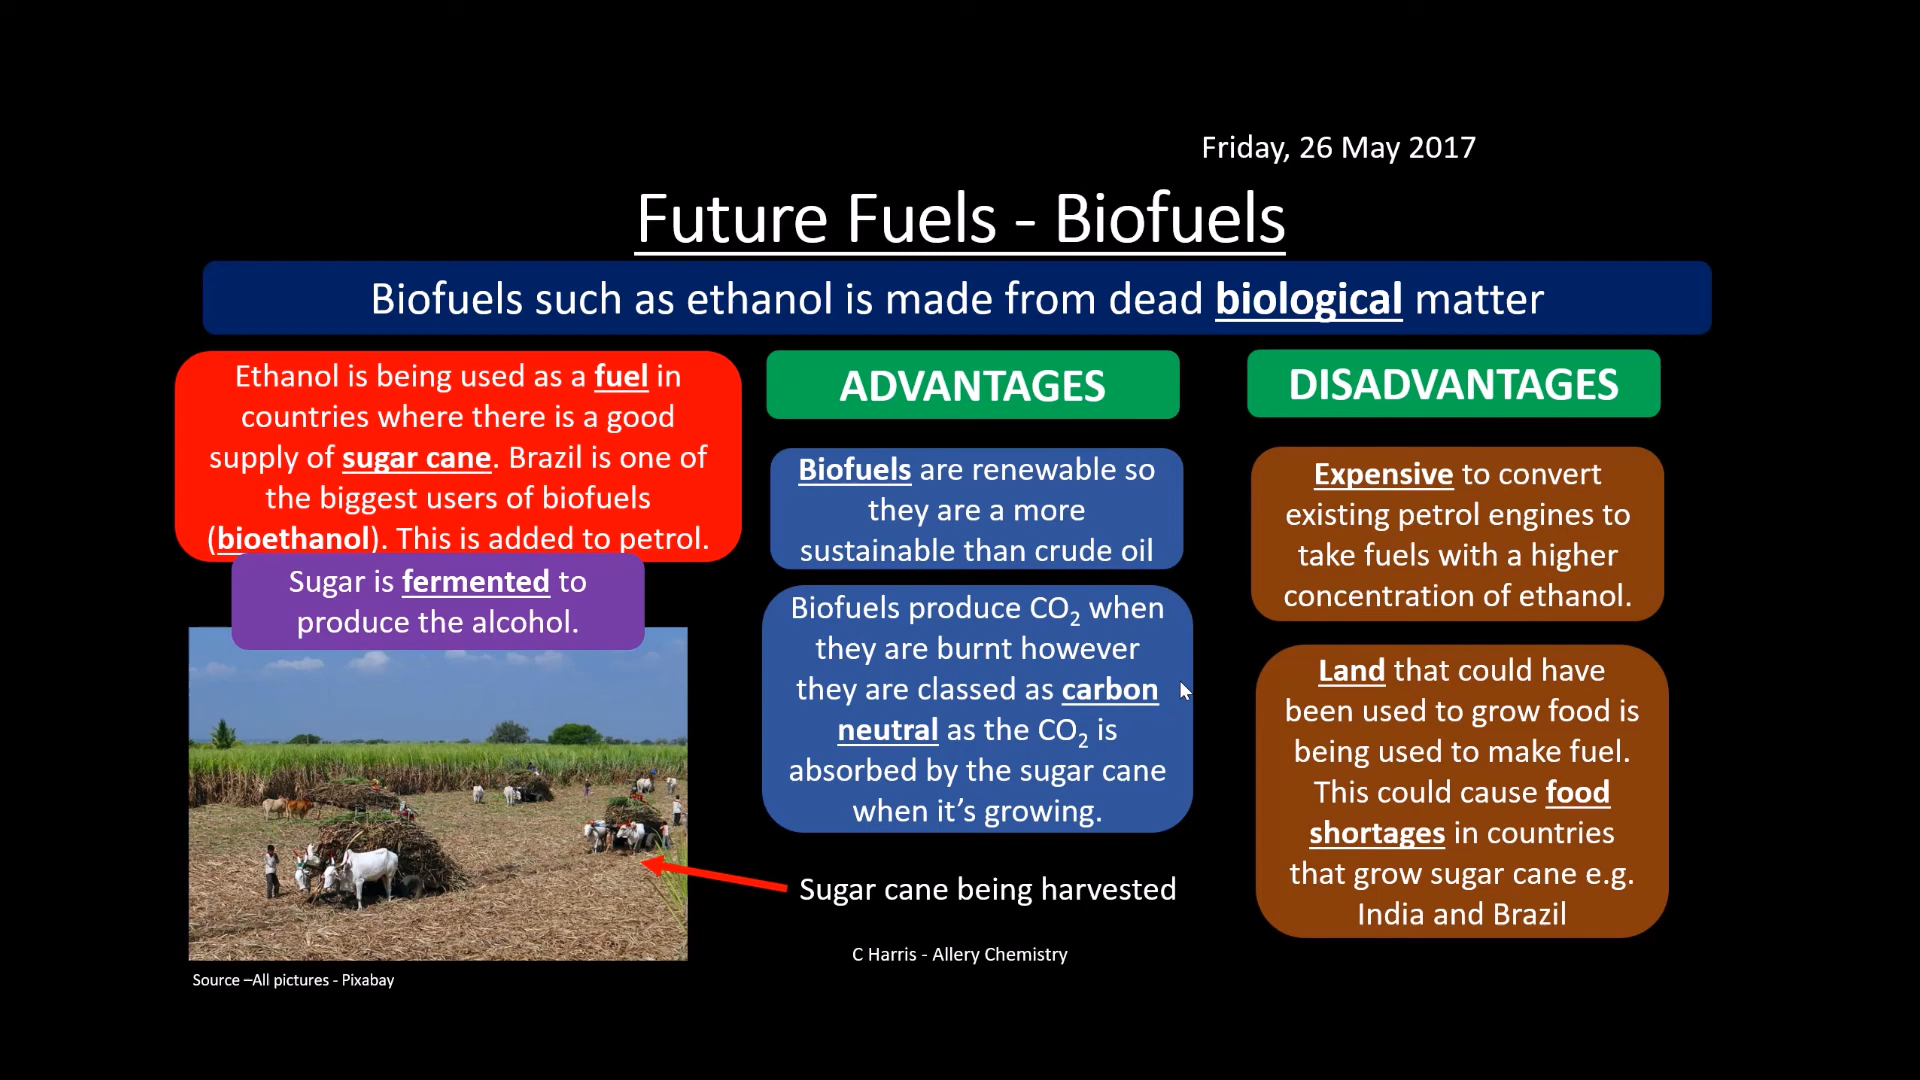 Friday, 26 May 2017
Future Fuels - Biofuels
Biofuels such as ethanol is made from dead biological matter
Ethanol is being used as a fuel in
countries where there is a good
supply of sugar cane. Brazil is one of
the biggest users of biofuels
(bioethanol). This is added to petrol.
Sugar is fermented to
produce the alcohol.
ADVANTAGES
Biofuels are renewable so
they are a more
sustainable than crude oil
Biofuels produce CO₂ when
they are burnt however
they are classed as carbon
neutral as the CO₂ is
absorbed by the sugar cane
when it’s growing.
Sugar cane being harvested
DISADVANTAGES
Expensive to convert
existing petrol engines to
take fuels with a higher
concentration of ethanol.
Land that could have
been used to grow food is
being used to make fuel.
This could cause food
shortages in countries
that grow sugar cane e.g.
India and Brazil
C Harris - Allery Chemistry
Source –All pictures - Pixabay